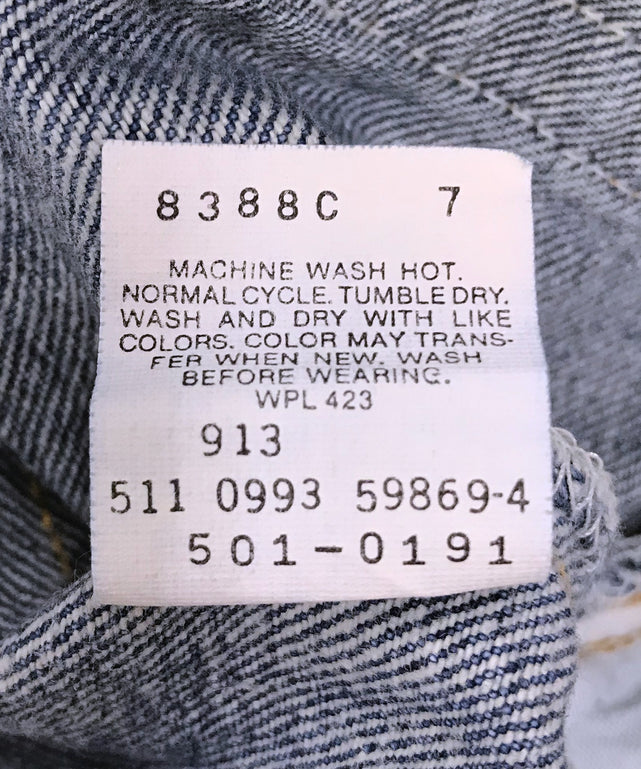 8388C 7
MACHINE WASH HOT.
NORMAL CYCLE. TUMBLE DRY.
WASH AND DRY WITH LIKE
COLORS. COLOR MAY TRANS-
FER WHEN NEW. WASH
BEFORE WEARING.
WPL 423
913
511 0993 59869-4
501-0191